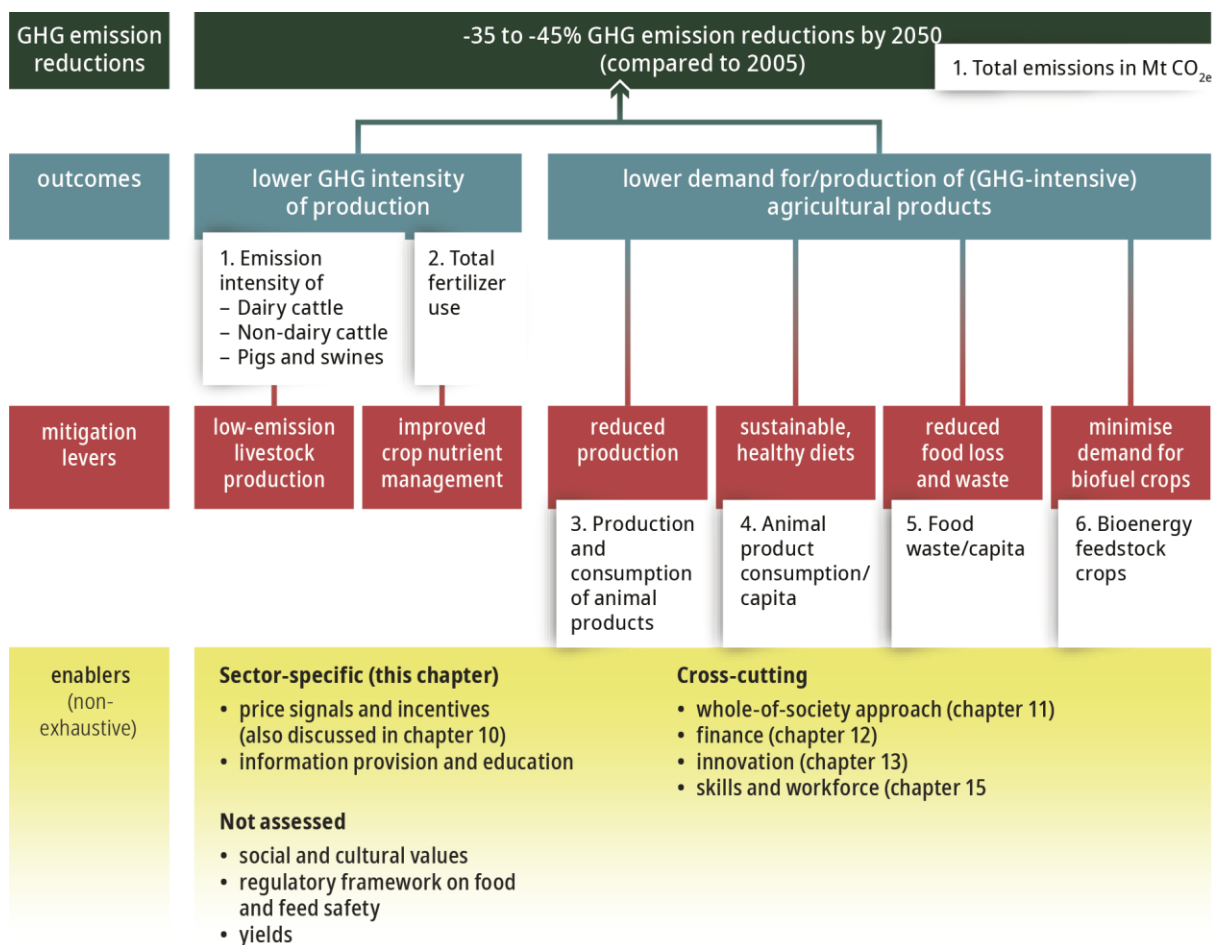 GHG emission
reductions
-35 to -45% GHG emission reductions by 2050
(compared to 2005)
1. Total emissions in Mt CO2e
outcomes
lower GHG intensity
of production
lower demand for/production of (GHG-intensive)
agricultural products
1. Emission
intensity of
– Dairy cattle
– Non-dairy cattle
– Pigs and swines
2. Total
fertilizer
use
mitigation
levers
low-emission
livestock
production
improved
crop nutrient
management
reduced
production
sustainable,
healthy diets
reduced
food loss
and waste
minimise
demand for
biofuel crops
3. Production
and
consumption
of animal
products
4. Animal
product
consumption/
capita
5. Food
waste/capita
6. Bioenergy
feedstock
crops
enablers
(non-
exhaustive)
Sector-specific (this chapter)
• price signals and incentives
(also discussed in chapter 10)
• information provision and education
Not assessed
• social and cultural values
• regulatory framework on food
and feed safety
• yields
Cross-cutting
• whole-of-society approach (chapter 11)
• finance (chapter 12)
• innovation (chapter 13)
• skills and workforce (chapter 15